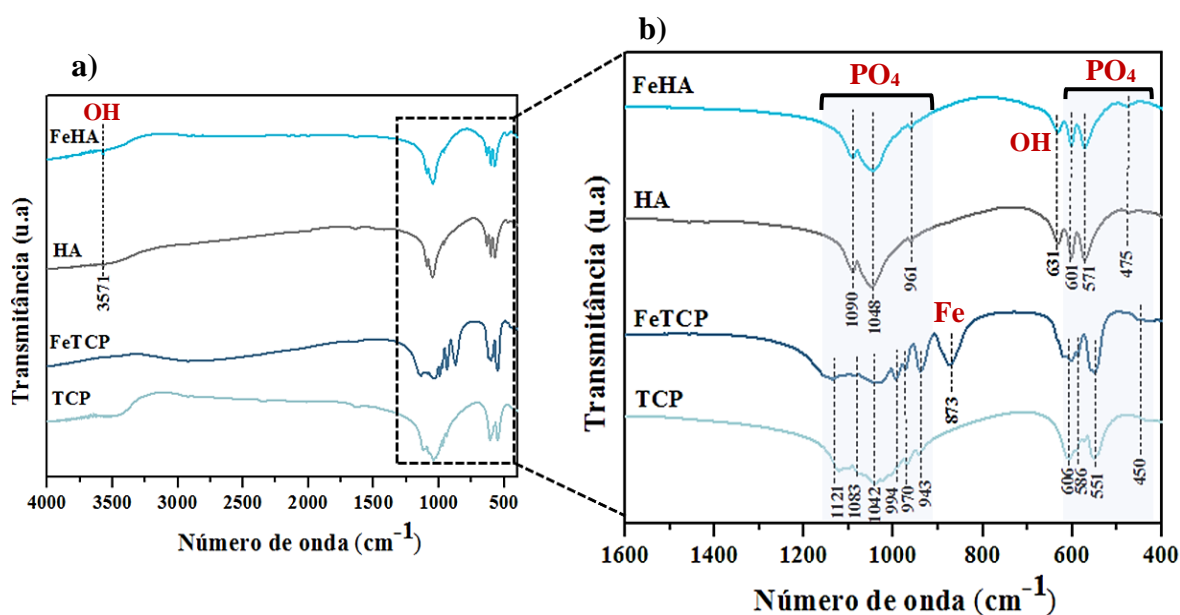 a)
OH
FeHA
HA
3571
FeTCP
TCP
Transmitância (u.a)
4000 3500 3000 2500 2000 1500 1000 500
Número de onda (cm-1)
b)
PO4 PO4
FeHA
OH
HA
1090 1048 961 631 601 571 475
FeTCP
Fe
873
TCP
1121 1083 1042 994 970 943 606 586 551 450
Transmitância (u.a)
1600 1400 1200 1000 800 600 400
Número de onda (cm-1)